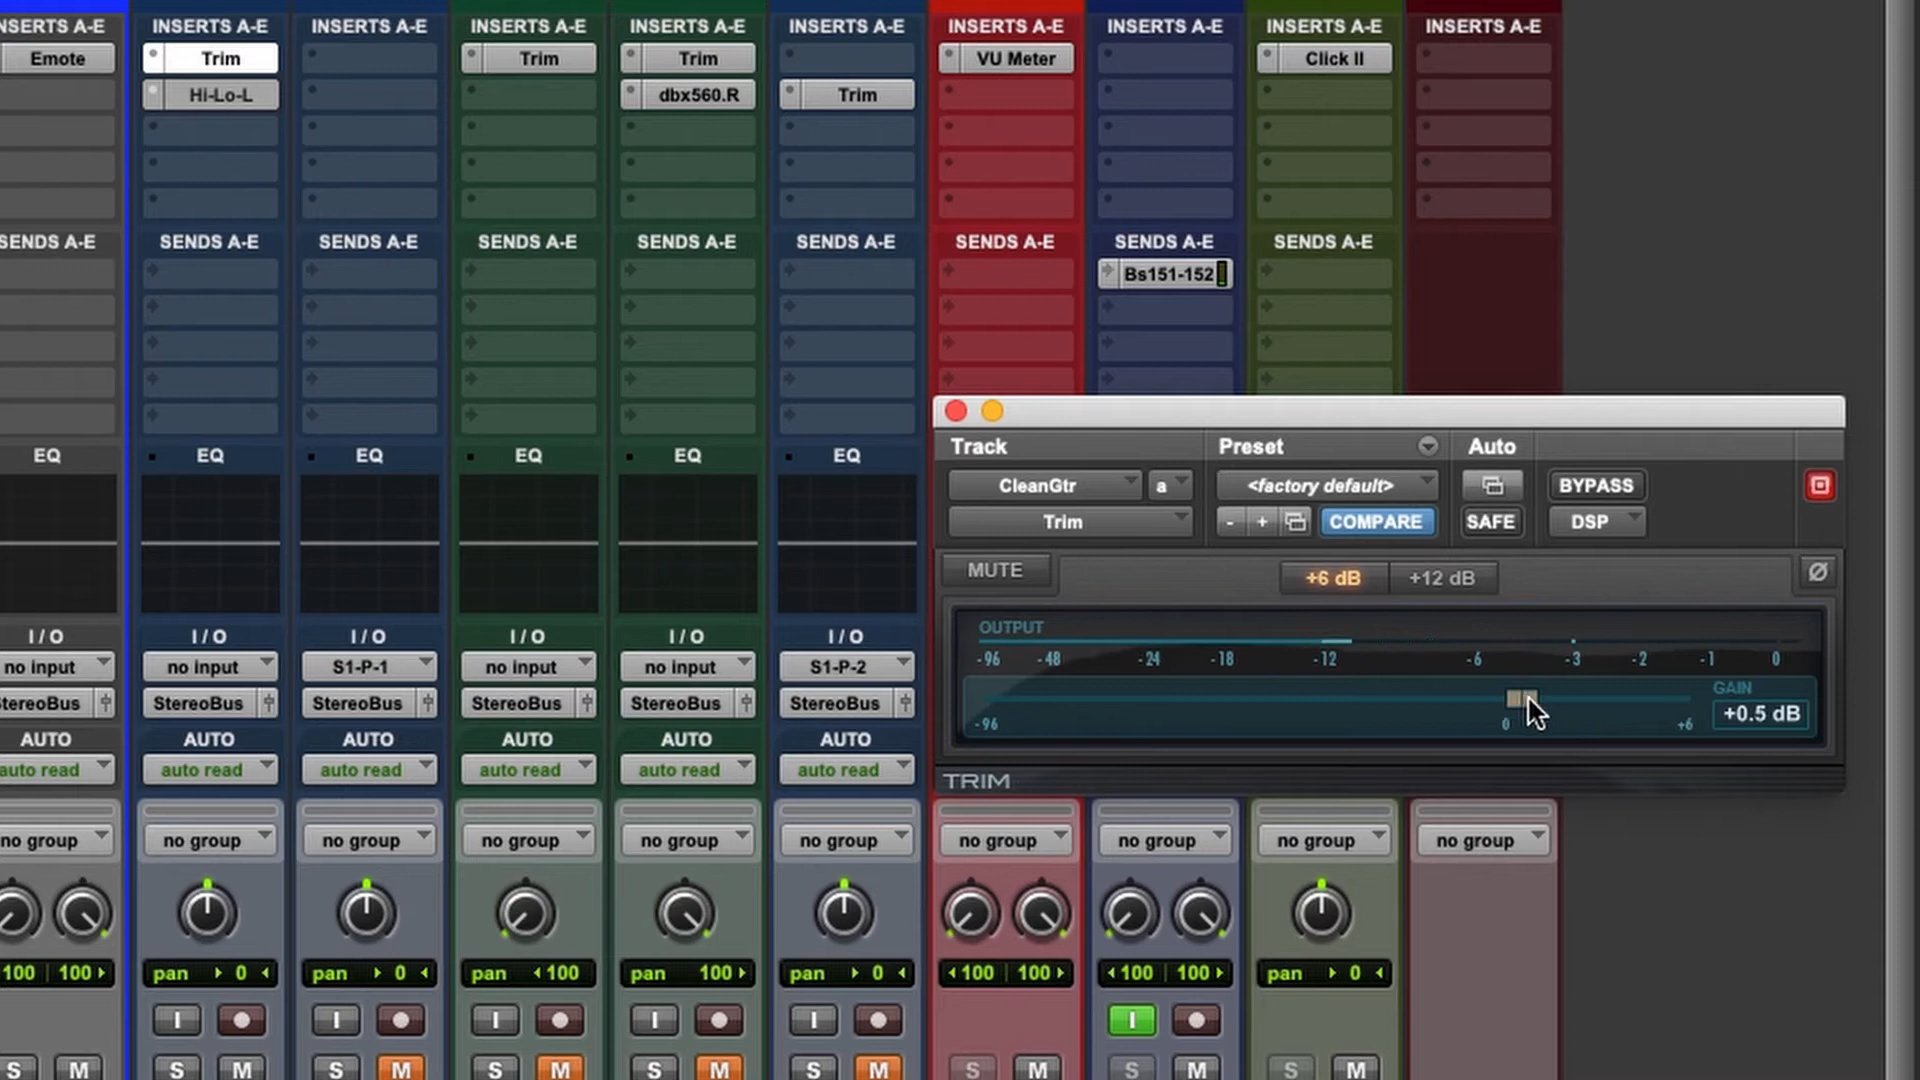 INSERTS A-E INSERTS A-E INSERTS A-E INSERTS A-E INSERTS A-E INSERTS A-E INSERTS A-E INSERTS A-E INSERTS A-E
Emote Trim Trim Trim VU Meter Click II
Hi-Lo-L dbx560.R Trim
SENDS A-E SENDS A-E SENDS A-E SENDS A-E SENDS A-E SENDS A-E SENDS A-E SENDS A-E SENDS A-E
Bs151-152
Track Preset Auto
EQ EQ EQ EQ EQ EQ
CleanGtr a <factory default> BYPASS
Trim - + COMPARE SAFE DSP
MUTE +6 dB +12 dB Ø
OUTPUT
-96 -48 -24 -18 -12 -6 -3 -2 -1 0
GAIN
+0.5 dB
-96 0 +6
TRIM
I / O I / O I / O I / O I / O I / O
no input no input S1-P-1 no input no input S1-P-2
StereoBus StereoBus StereoBus StereoBus StereoBus StereoBus
AUTO AUTO AUTO AUTO AUTO AUTO
auto read auto read auto read auto read auto read auto read
no group no group no group no group no group no group no group no group no group no group
100 100 pan 0 pan 0 pan 100 pan 100 pan 0 100 100 100 100 pan 0
I I I I I I
S M S M S M S M S M S M S M S M S M